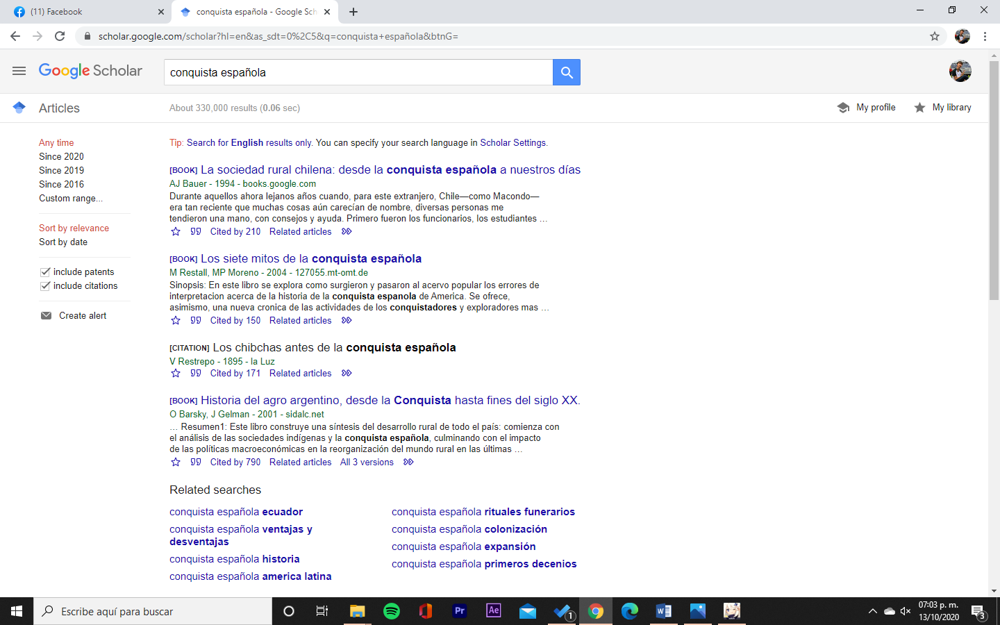 (11) Facebook
conquista española - Google Sch
scholar.google.com/scholar?hl=en&as_sdt=0%2C5&q=conquista+española&btnG=
Google Scholar
conquista española
Articles
About 330,000 results (0.06 sec)
My profile
My library
Any time
Since 2020
Since 2019
Since 2016
Custom range...
Sort by relevance
Sort by date
include patents
include citations
Create alert
Tip: Search for English results only. You can specify your search language in Scholar Settings.
[BOOK] La sociedad rural chilena: desde la conquista española a nuestros días
AJ Bauer - 1994 - books.google.com
Durante aquellos ahora lejanos años cuando, para este extranjero, Chile—como Macondo—
era tan reciente que muchas cosas aún carecían de nombre, diversas personas me
tendieron una mano, con consejos y ayuda. Primero fueron los funcionarios, los estudiantes …
Cited by 210 Related articles
[BOOK] Los siete mitos de la conquista española
M Restall, MP Moreno - 2004 - 127055.mt-omt.de
Sinopsis: En este libro se explora como surgieron y pasaron al acervo popular los errores de
interpretacion acerca de la historia de la conquista espanola de America. Se ofrece,
asimismo, una nueva cronica de las actividades de los conquistadores y exploradores mas …
Cited by 150 Related articles
[CITATION] Los chibchas antes de la conquista española
V Restrepo - 1895 - la Luz
Cited by 171 Related articles
[BOOK] Historia del agro argentino, desde la Conquista hasta fines del siglo XX.
O Barsky, J Gelman - 2001 - sidalc.net
… Resumen1: Este libro construye una síntesis del desarrollo rural de todo el país: comienza con
el análisis de las sociedades indígenas y la conquista española, culminando con el impacto
de las políticas macroeconómicas en la reorganización del mundo rural en las últimas …
Cited by 790 Related articles All 3 versions
Related searches
conquista española ecuador
conquista española ventajas y
desventajas
conquista española historia
conquista española america latina
conquista española rituales funerarios
conquista española colonización
conquista española expansión
conquista española primeros decenios
Escribe aquí para buscar
Pr
Ae
1
07:03 p. m.
13/10/2020
3